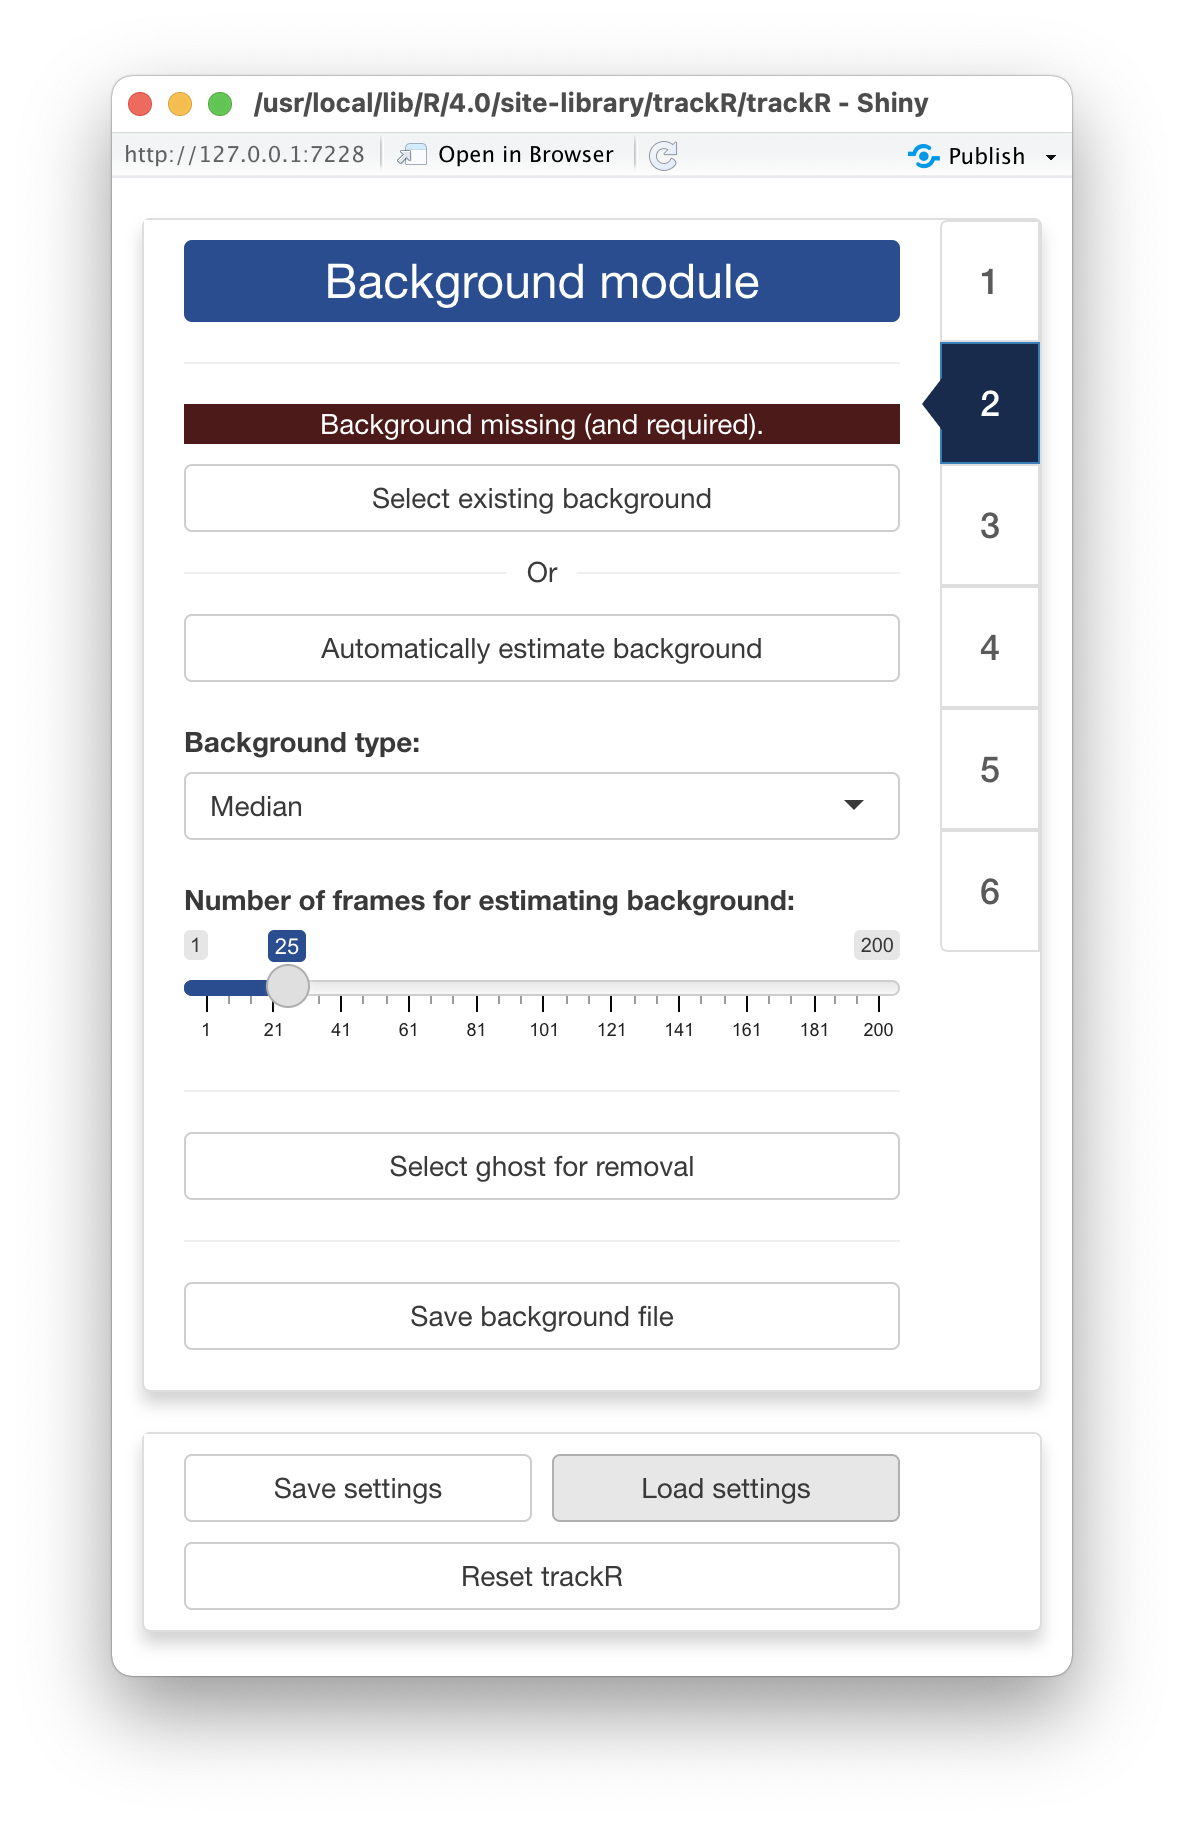 /usr/local/lib/R/4.0/site-library/trackR/trackR - Shiny
http://127.0.0.1:7228 Open in Browser Publish
Background module
1
2
3
4
5
6
Background missing (and required).
Select existing background
Or
Automatically estimate background
Background type:
Median
Number of frames for estimating background:
1 25 200
1 21 41 61 81 101 121 141 161 181 200
Select ghost for removal
Save background file
Save settings Load settings
Reset trackR